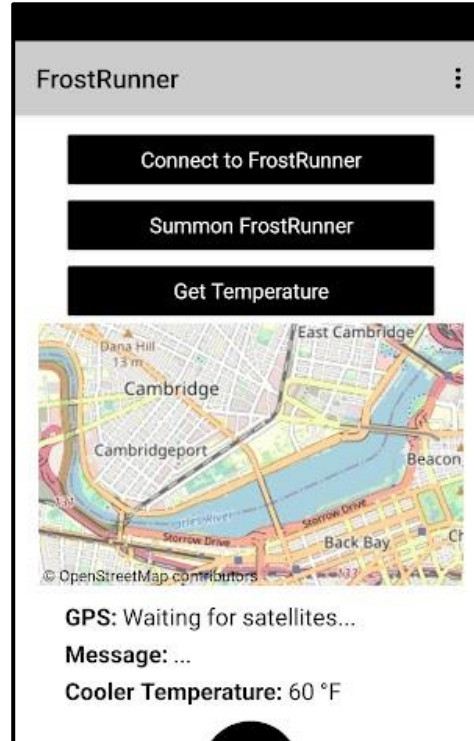 FrostRunner
Connect to FrostRunner
Summon FrostRunner
Get Temperature
East Cambridge
Dana Hill
13 m
Cambridge
Cambridgeport
Beacon
Storrow Drive
Storrow Drive
Back Bay
© OpenStreetMap contributors
GPS: Waiting for satellites...
Message: ...
Cooler Temperature: 60 °F